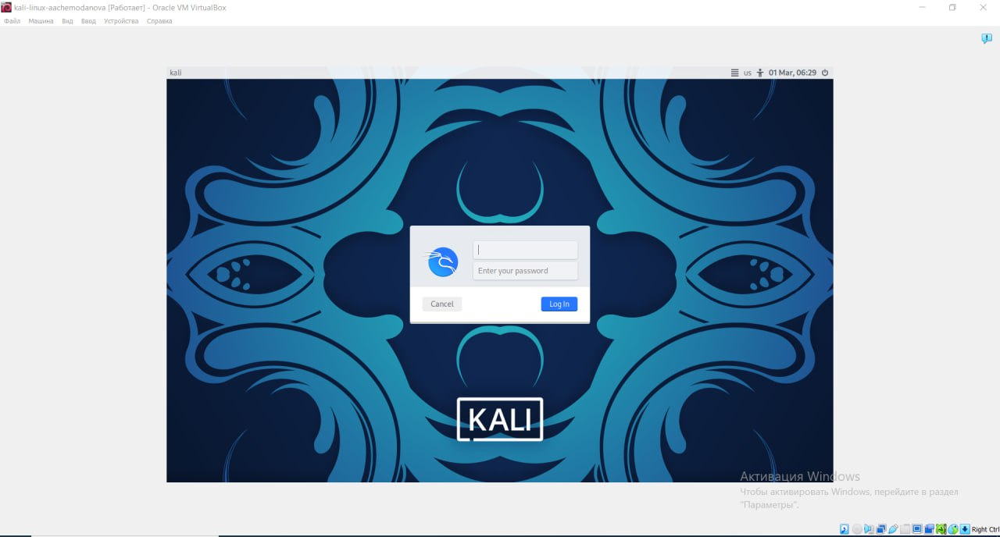 kali-linux-aachemodanova [Работает] - Oracle VM VirtualBox
Файл Машина Вид Ввод Устройства Справка
kali us 01 Mar, 06:29
Enter your password
Cancel Log In
KALI
Активация Windows
Чтобы активировать Windows, перейдите в раздел
"Параметры".
Right Ctrl